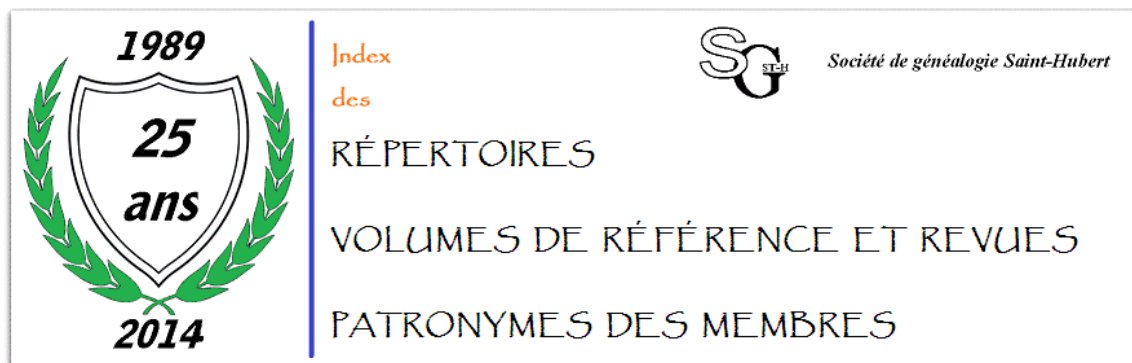 1989
25
ans
2014
Index
des
RÉPERTOIRES
VOLUMES DE RÉFÉRENCE ET REVUES
PATRONYMES DES MEMBRES
SG ST-H
Société de généalogie Saint-Hubert